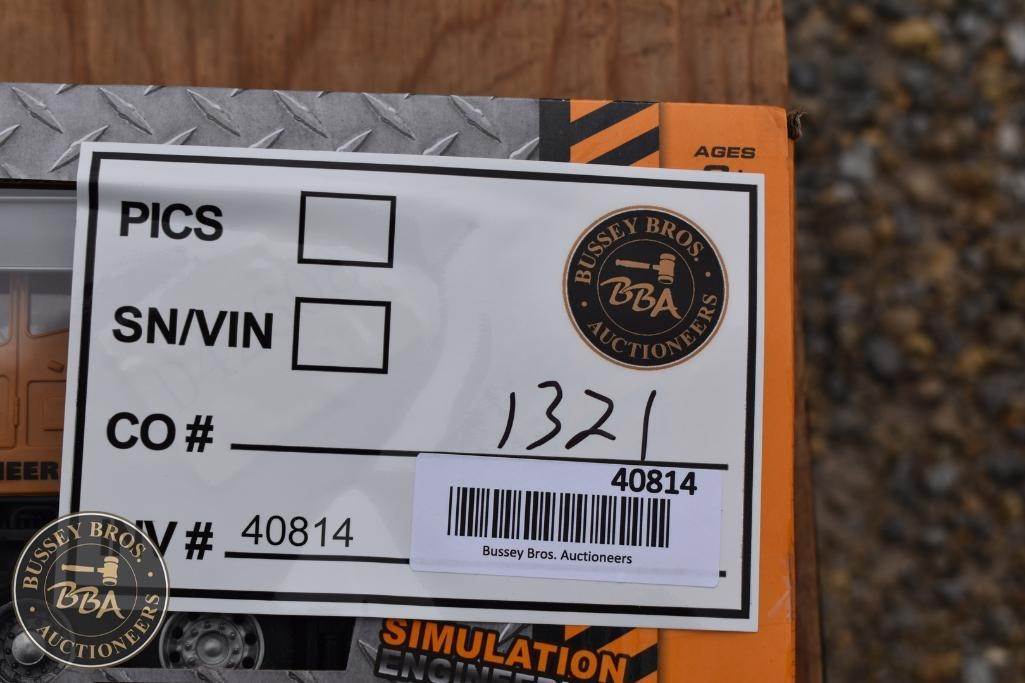 AGES
PICS
BUSSEY BROS.
BBA
AUCTIONEERS
SN/VIN
CO # 1321
40814
Bussey Bros. Auctioneers
# 40814
BUSSEY BROS.
BBA
AUCTIONEERS
SIMULATION